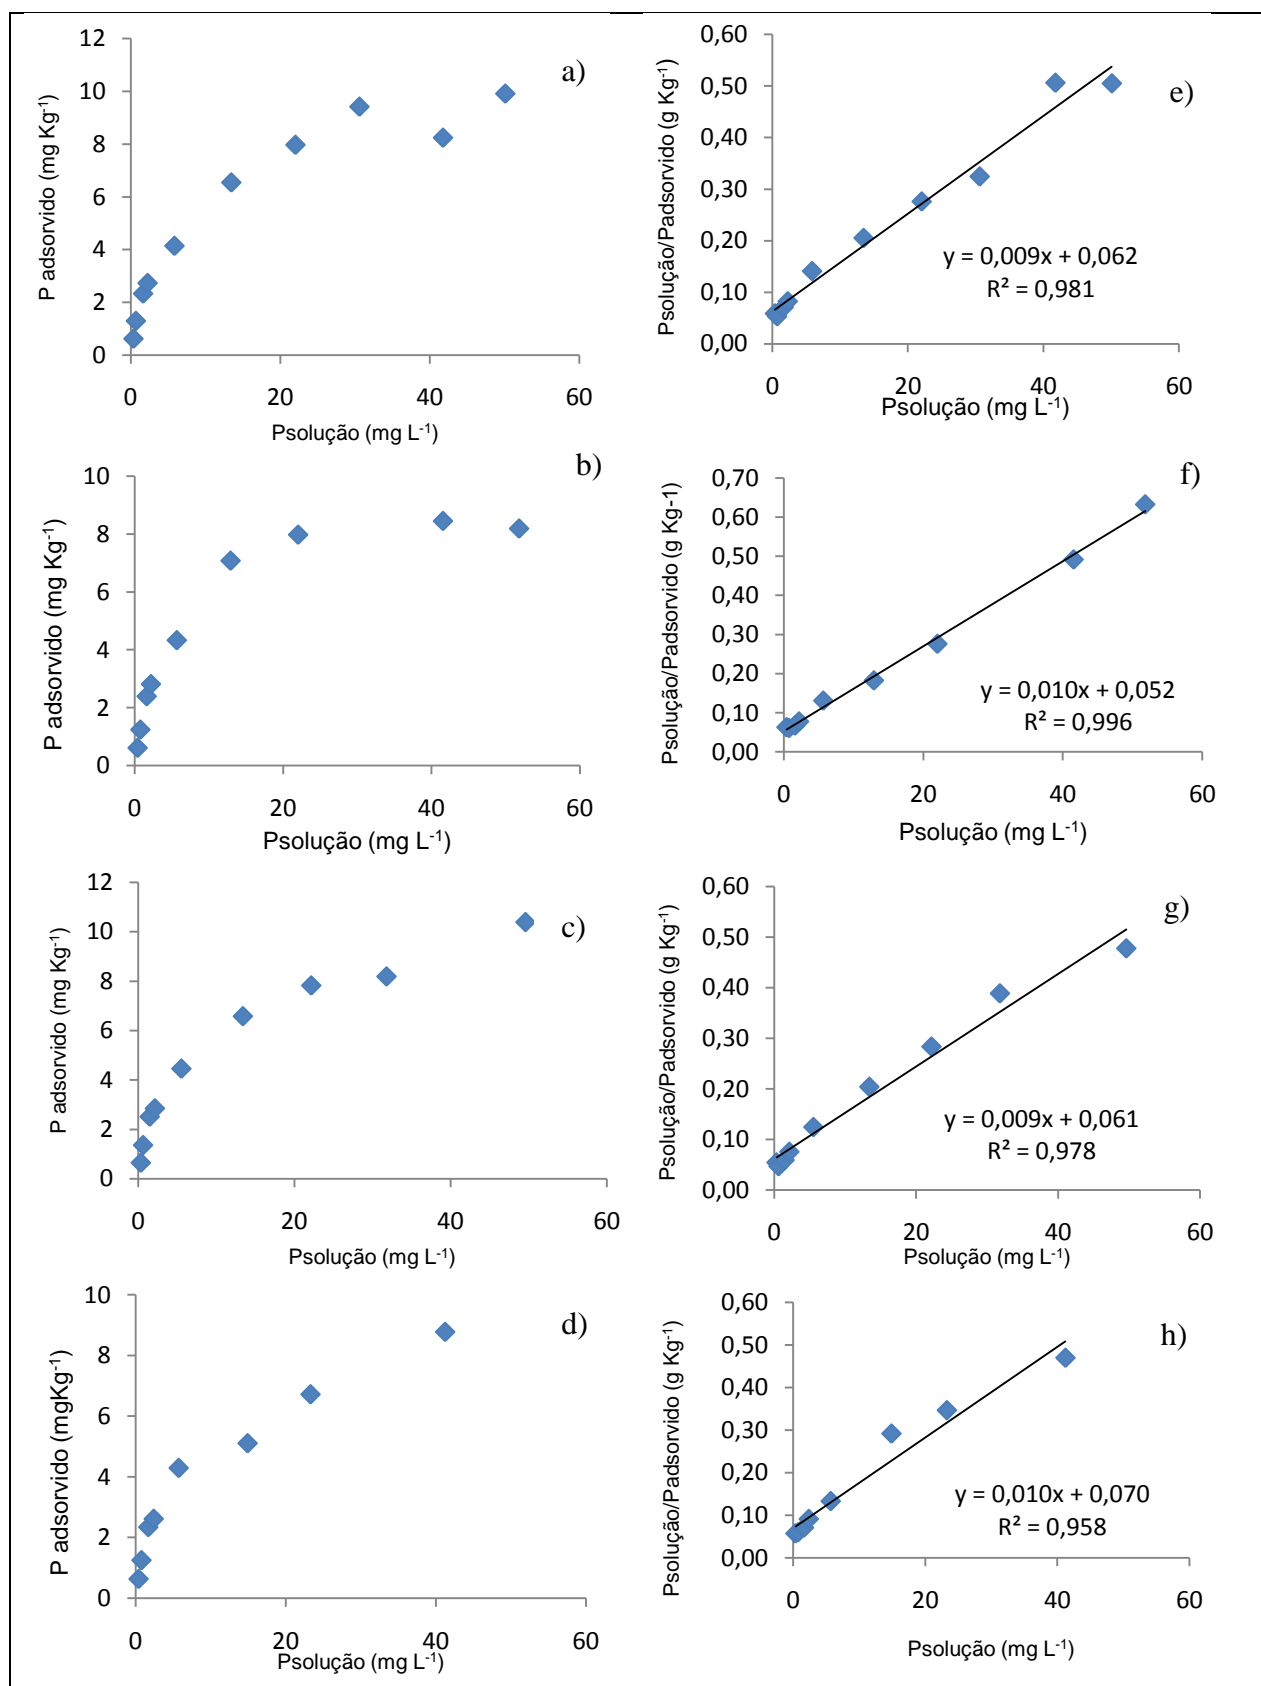 a)
P adsorvido (mg Kg⁻¹)
12
10
8
6
4
2
0
0 20 40 60
Psolução (mg L⁻¹)
e)
Psolução/Padsorvido (g Kg⁻¹)
0,60
0,50
0,40
0,30
0,20
0,10
0,00
y = 0,009x + 0,062
R² = 0,981
0 20 40 60
Psolução (mg L⁻¹)
b)
P adsorvido (mg Kg⁻¹)
10
8
6
4
2
0
0 20 40 60
Psolução (mg L⁻¹)
f)
Psolução/Padsorvido (g Kg-1)
0,70
0,60
0,50
0,40
0,30
0,20
0,10
0,00
y = 0,010x + 0,052
R² = 0,996
0 20 40 60
Psolução (mg L⁻¹)
c)
P adsorvido (mg Kg⁻¹)
12
10
8
6
4
2
0
0 20 40 60
Psolução (mg L⁻¹)
g)
Psolução/Padsorvido (g Kg⁻¹)
0,60
0,50
0,40
0,30
0,20
0,10
0,00
y = 0,009x + 0,061
R² = 0,978
0 20 40 60
Psolução (mg L⁻¹)
d)
P adsorvido (mgKg⁻¹)
10
8
6
4
2
0
0 20 40 60
Psolução (mg L⁻¹)
h)
Psolução/Padsorvido (g Kg⁻¹)
0,60
0,50
0,40
0,30
0,20
0,10
0,00
y = 0,010x + 0,070
R² = 0,958
0 20 40 60
Psolução (mg L⁻¹)